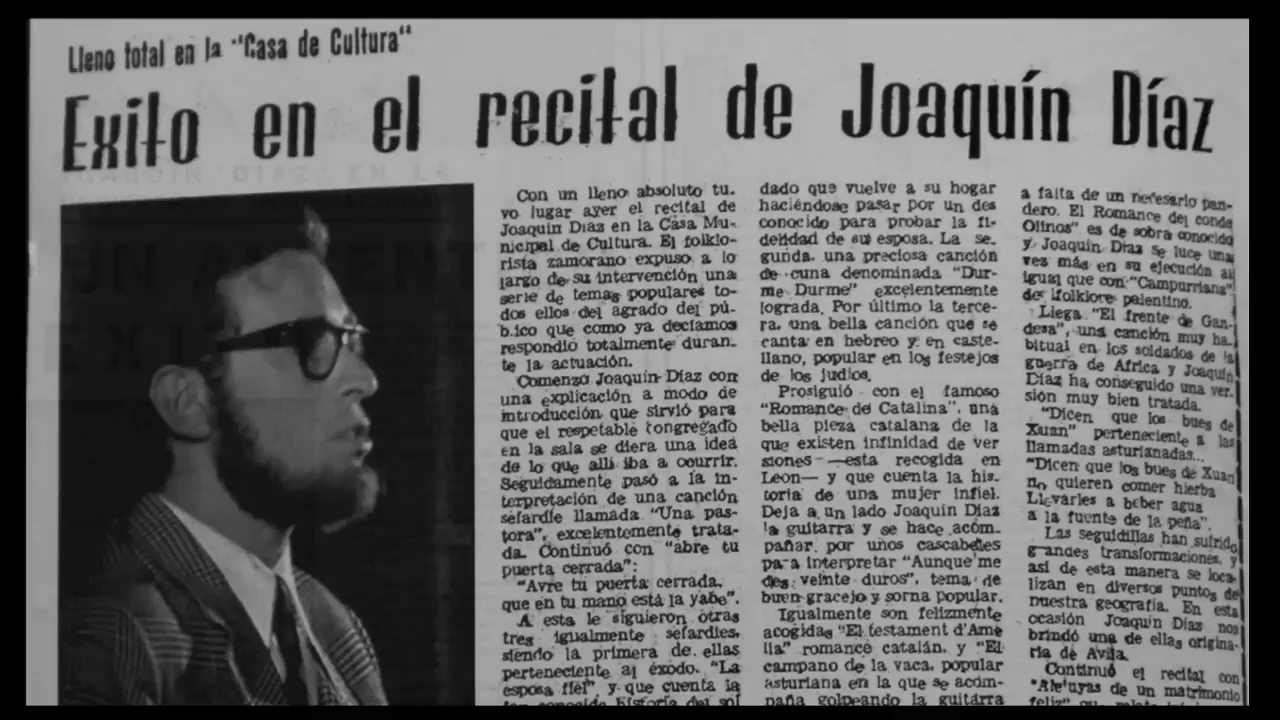 Lleno total en la "Casa de Cultura"
Exito en el recital de Joaquín Díaz
Con un lleno absoluto tu-
vo lugar ayer el recital de
Joaquín Díaz en la Casa Mu-
nicipal de Cultura. El folklo-
rista zamorano expuso a lo
largo de su intervención una
serie de temas populares to-
dos ellos del agrado del pú-
b.ico que como ya decíamos
respondió totalmente duran-
te la actuación.
Comenzó Joaquín Díaz con
una explicación a modo de
introducción que sirvió para
que el respetable congregado
en la sala se diera una idea
de lo que allí iba a ocurrir.
Seguidamente pasó a la in-
terpretación de una canción
sefardíe llamada "Una pas-
tora", excelentemente trata-
da. Continuó con "abre tu
puerta cerrada":
"Avre tu puerta cerrada,
que en tu mano está la yabe".
A esta le siguieron otras
tres igualmente sefardíes,
siendo la primera de ellas
perteneciente al éxodo. "La
esposa fiel" y que cuenta la
conocida historia del sol
dado que vuelve a su hogar
haciéndose pasar por un des
conocido para probar la fi-
delidad de su esposa. La se-
gunda, una preciosa canción
de cuna denominada "Dur-
me Durme" excelentemente
lograda. Por último la terce-
ra, una bella canción que se
canta en hebreo y en caste-
llano, popular en los festejos
de los judíos.
Prosiguió con el famoso
"Romance de Catalina", una
bella pieza catalana de la
que existen infinidad de ver
siones —esta recogida en
Leon— y que cuenta la his-
toria de una mujer infiel.
Deja a un lado Joaquín Díaz
la guitarra y se hace acom-
pañar por unos cascabeles
para interpretar "Aunque me
des veinte duros", tema de
buen gracejo y sorna popular.
Igualmente son felizmente
acogidas "El testament d'Ame
lia" romance catalán, y "El
campano de la vaca, popular
asturiana en la que se acom-
paña golpeando la guitarra
a falta de un necesario pan-
dero. El Romance del conde
Olinos" es de sobra conocido
y Joaquín Díaz se luce una
vez más en su ejecución al
igual que con "Campurriana"
del folklore palentino.
Llega "El frente de Gan-
desa", una canción muy ha-
bitual en los soldados de la
guerra de Africa y Joaquín
Díaz ha conseguido una ver-
sión muy bien tratada.
"Dicen que los bues de
Xuan" perteneciente a las
llamadas asturianadas...
"Dicen que los bues de Xuan
no quieren comer hierba
Llevarles a beber agua
a la fuente de la peña".
Las seguidillas han sufrido
grandes transformaciones, y
así de esta manera se loca-
lizan en diversos puntos de
nuestra geografía. En esta
ocasión Joaquín Díaz nos
brindó una de ellas origina-
ria de Avila.
Continuó el recital con
"Aleluyas de un matrimonio
feliz"